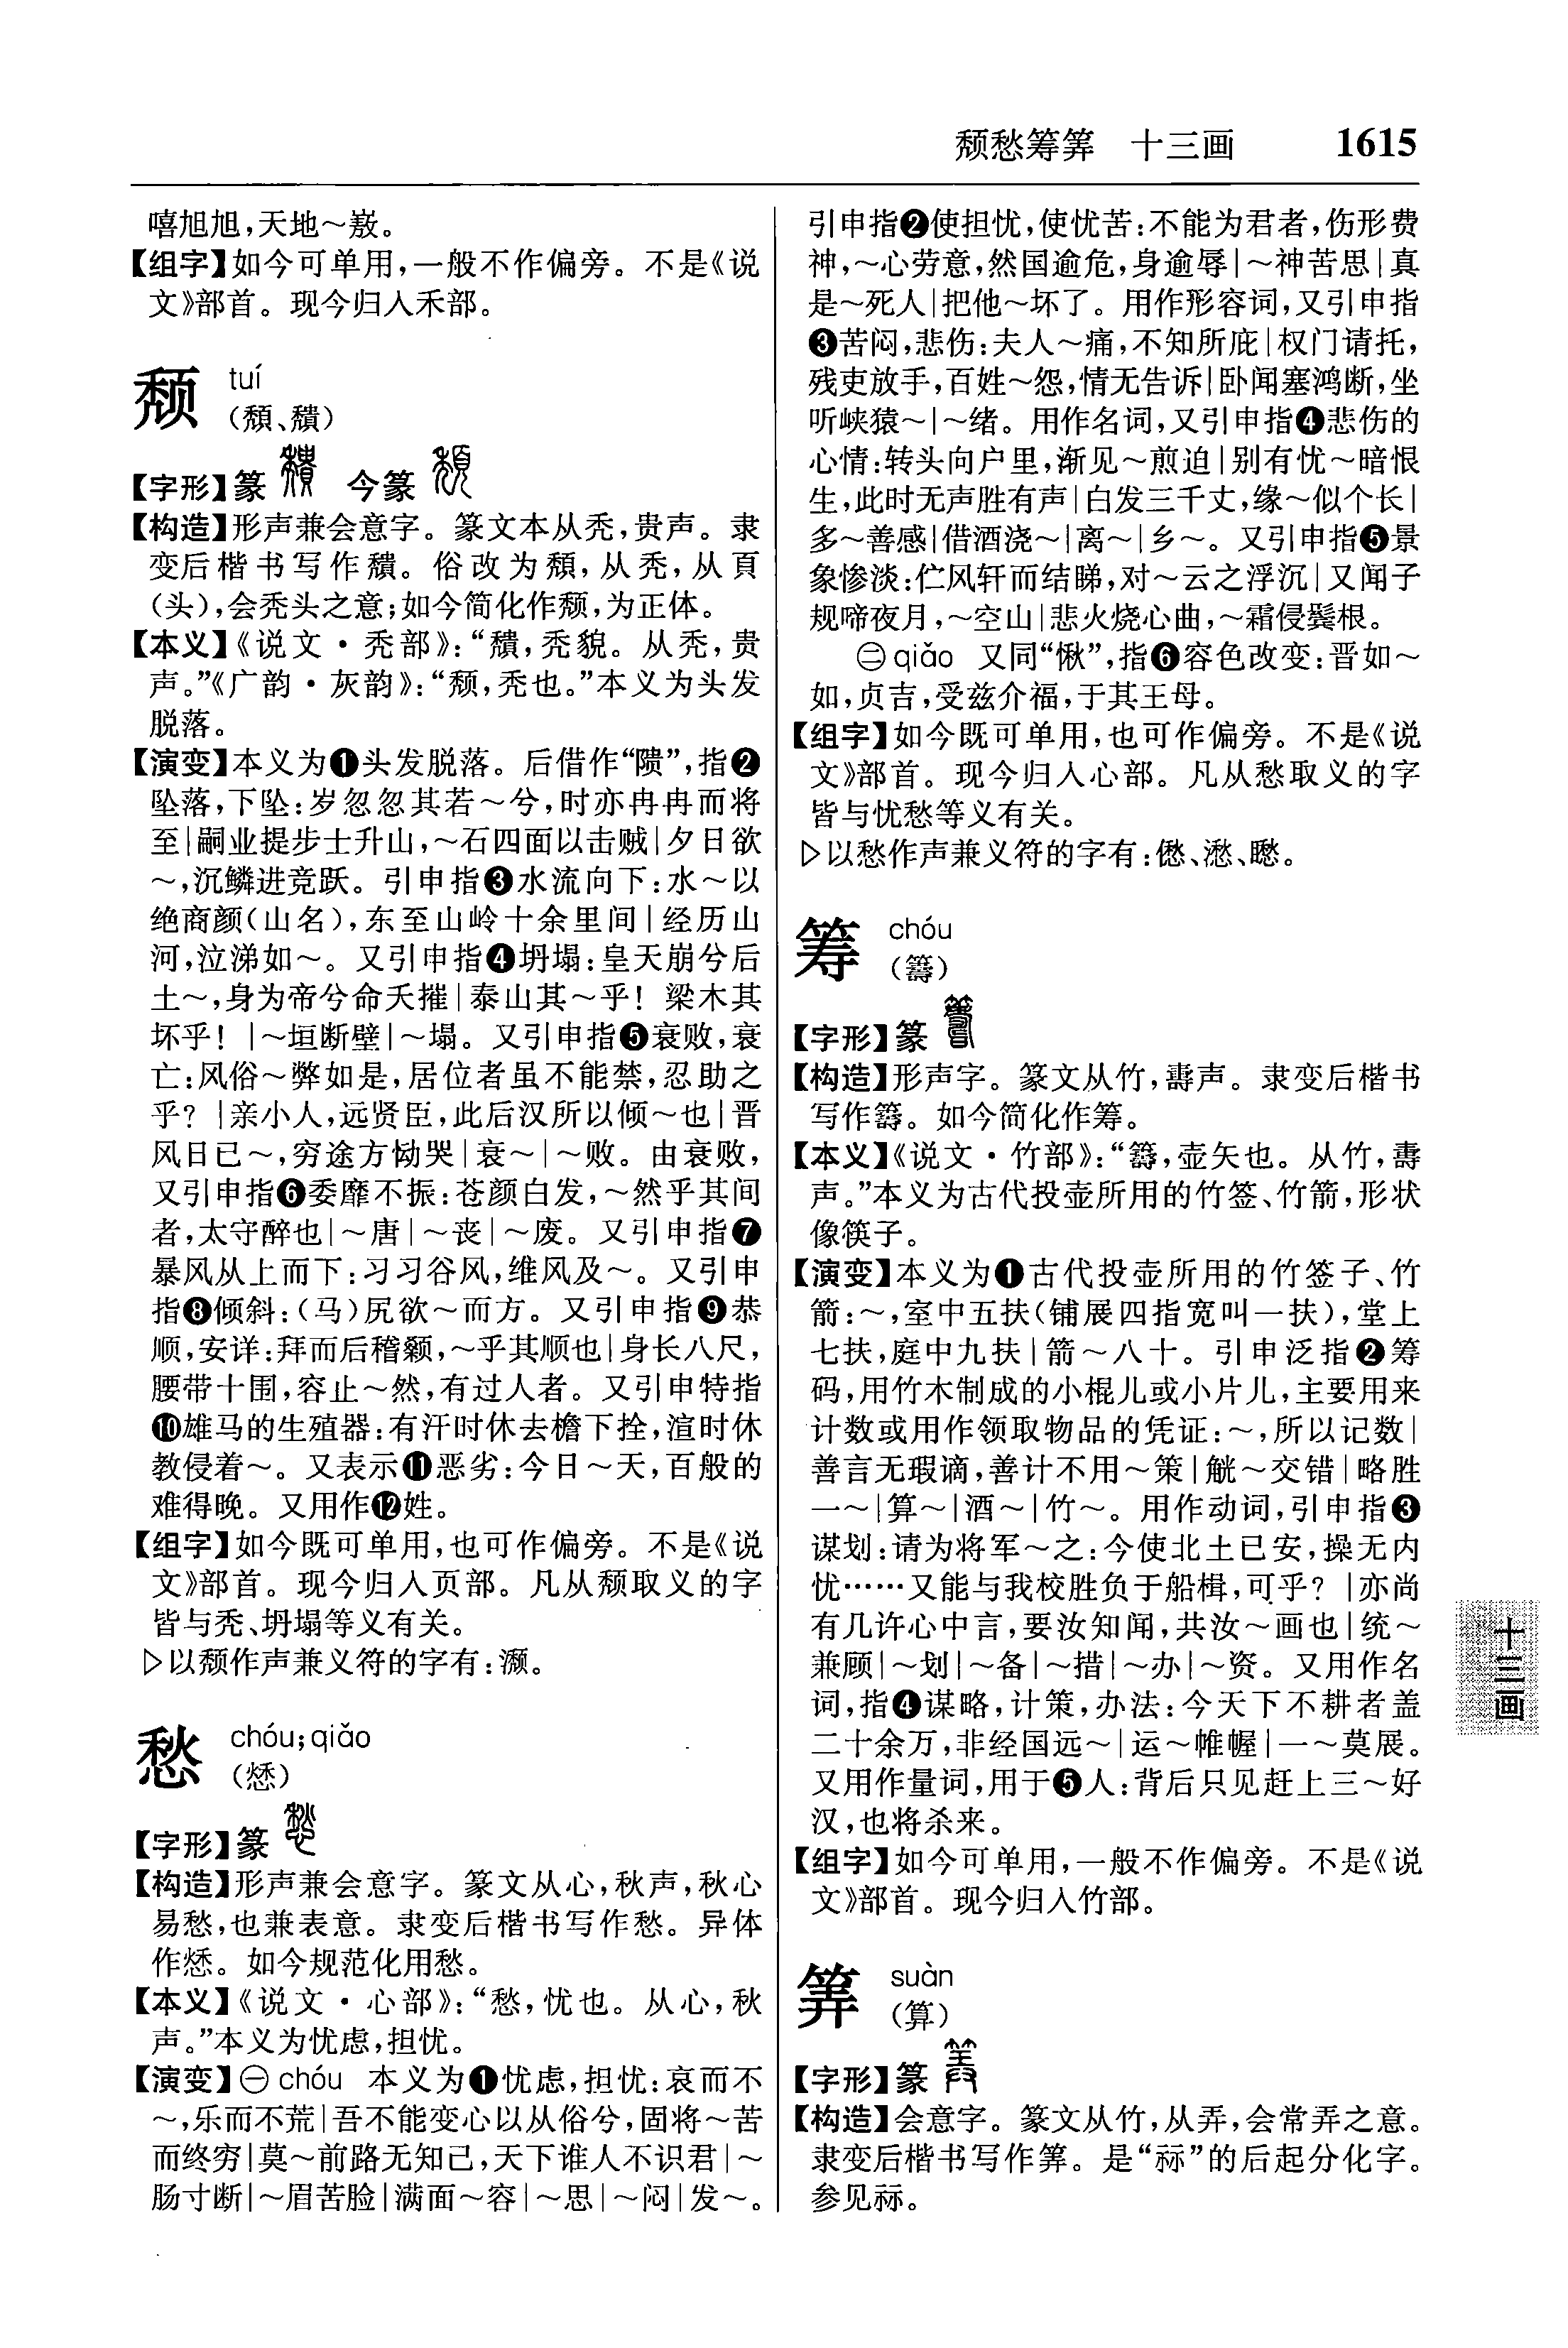 颓愁筹筭 十三画 1615
嘻旭旭，天地～嶅。
【组字】如今可单用，一般不作偏旁。不是《说
文》部首。现今归入禾部。
颓 tuí
（頹、穨）
【字形】篆 今篆
【构造】形声兼会意字。篆文本从秃，贵声。隶
变后楷书写作穨。俗改为頹，从秃，从頁
（头），会秃头之意；如今简化作颓，为正体。
【本义】《说文·秃部》：“穨，秃貌。从秃，贵
声。”《广韵·灰韵》：“颓，秃也。”本义为头发
脱落。
【演变】本义为❶头发脱落。后借作“隤”，指❷
坠落，下坠：岁忽忽其若～兮，时亦冉冉而将
至|嗣业提步士升山，～石四面以击贼|夕日欲
～，沉鳞进竞跃。引申指❸水流向下：水～以
绝商颜（山名），东至山岭十余里间|经历山
河，泣涕如～。又引申指❹坍塌：皇天崩兮后
土～，身为帝兮命夭摧|泰山其～乎！梁木其
坏乎！|～垣断壁|～塌。又引申指❺衰败，衰
亡：风俗～弊如是，居位者虽不能禁，忍助之
乎？|亲小人，远贤臣，此后汉所以倾～也|晋
风日已～，穷途方恸哭|衰～|～败。由衰败，
又引申指❻委靡不振：苍颜白发，～然乎其间
者，太守醉也|～唐|～丧|～废。又引申指❼
暴风从上而下：习习谷风，维风及～。又引申
指❽倾斜：（马）尻欲～而方。又引申指❾恭
顺，安详：拜而后稽颡，～乎其顺也|身长八尺，
腰带十围，容止～然，有过人者。又引申特指
❿雄马的生殖器：有汗时休去檐下拴，渲时休
教侵着～。又表示⓫恶劣：今日～天，百般的
难得晚。又用作⓬姓。
【组字】如今既可单用，也可作偏旁。不是《说
文》部首。现今归入页部。凡从颓取义的字
皆与秃、坍塌等义有关。
▷以颓作声兼义符的字有：㿉。
愁 chóu；qiǎo
（㤽）
【字形】篆
【构造】形声兼会意字。篆文从心，秋声，秋心
易愁，也兼表意。隶变后楷书写作愁。异体
作㤽。如今规范化用愁。
【本义】《说文·心部》：“愁，忧也。从心，秋
声。”本义为忧虑，担忧。
【演变】㊀chóu 本义为❶忧虑，担忧：哀而不
～，乐而不荒|吾不能变心以从俗兮，固将～苦
而终穷|莫～前路无知己，天下谁人不识君|～
肠寸断|～眉苦脸|满面～容|～思|～闷|发～。
引申指❷使担忧，使忧苦：不能为君者，伤形费
神，～心劳意，然国逾危，身逾辱|～神苦思|真
是～死人|把他～坏了。用作形容词，又引申指
❸苦闷，悲伤：夫人～痛，不知所庇|权门请托，
残吏放手，百姓～怨，情无告诉|卧闻塞鸿断，坐
听峡猿～|～绪。用作名词，又引申指❹悲伤的
心情：转头向户里，渐见～煎迫|别有忧～暗恨
生，此时无声胜有声|白发三千丈，缘～似个长|
多～善感|借酒浇～|离～|乡～。又引申指❺景
象惨淡：伫风轩而结睇，对～云之浮沉|又闻子
规啼夜月，～空山|悲火烧心曲，～霜侵鬓根。
㊁qiǎo 又同“愀”，指❻容色改变：晋如～
如，贞吉，受兹介福，于其王母。
【组字】如今既可单用，也可作偏旁。不是《说
文》部首。现今归入心部。凡从愁取义的字
皆与忧愁等义有关。
▷以愁作声兼义符的字有：僽、湬、矁。
筹 chóu
（籌）
【字形】篆
【构造】形声字。篆文从竹，壽声。隶变后楷书
写作籌。如今简化作筹。
【本义】《说文·竹部》：“籌，壶矢也。从竹，壽
声。”本义为古代投壶所用的竹签、竹箭，形状
像筷子。
【演变】本义为❶古代投壶所用的竹签子、竹
箭：～，室中五扶（铺展四指宽叫一扶），堂上
七扶，庭中九扶|箭～八十。引申泛指❷筹
码，用竹木制成的小棍儿或小片儿，主要用来
计数或用作领取物品的凭证：～，所以记数|
善言无瑕谪，善计不用～策|觥～交错|略胜
一～|算～|酒～|竹～。用作动词，引申指❸
谋划：请为将军～之：今使北土已安，操无内
忧……又能与我校胜负于船楫，可乎？|亦尚
有几许心中言，要汝知闻，共汝～画也|统～
兼顾|～划|～备|～措|～办|～资。又用作名
词，指❹谋略，计策，办法：今天下不耕者盖
二十余万，非经国远～|运～帷幄|一～莫展。
又用作量词，用于❺人：背后只见赶上三～好
汉，也将杀来。
【组字】如今可单用，一般不作偏旁。不是《说
文》部首。现今归入竹部。
筭 suàn
（算）
【字形】篆
【构造】会意字。篆文从竹，从弄，会常弄之意。
隶变后楷书写作筭。是“祘”的后起分化字。
参见祘。
十三画